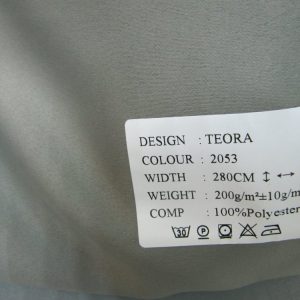 DESIGN : TEORA
COLOUR : 2053
WIDTH : 280CM ↕ ↔
WEIGHT : 200g/m²±10g/m
COMP : 100%Polyester